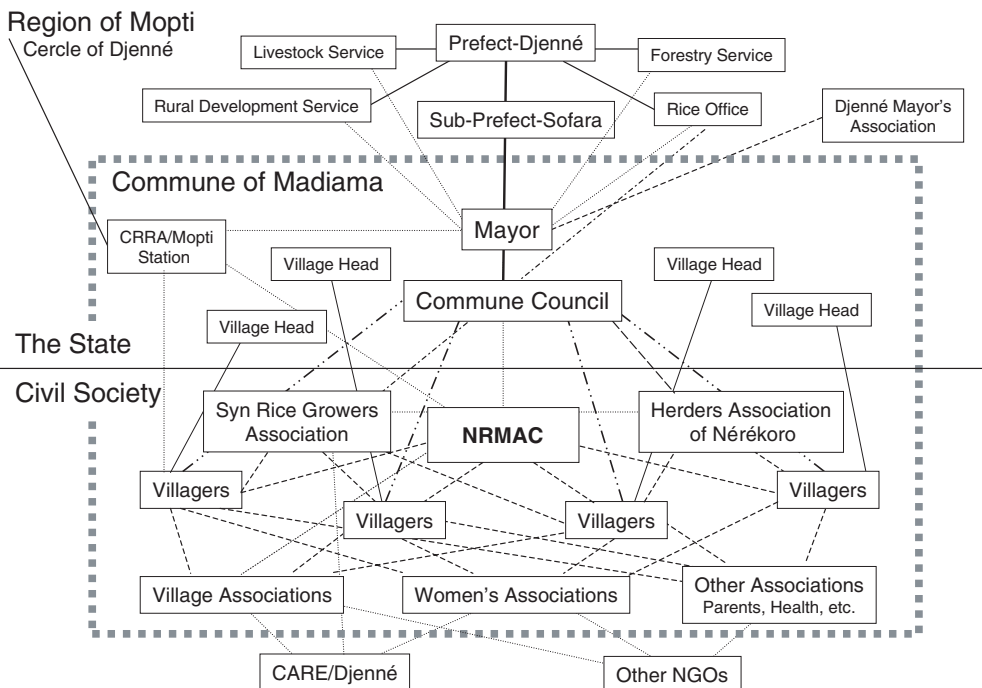 Region of Mopti
Cercle of Djenné
Livestock Service
Prefect-Djenné
Forestry Service
Rural Development Service
Sub-Prefect-Sofara
Rice Office
Djenné Mayor's
Association
Commune of Madiama
CRRA/Mopti
Station
Mayor
Village Head
Village Head
Commune Council
Village Head
Village Head
The State
Civil Society
Syn Rice Growers
Association
NRMAC
Herders Association
of Nérékoro
Villagers
Villagers
Villagers
Villagers
Village Associations
Women's Associations
Other Associations
Parents, Health, etc.
CARE/Djenné
Other NGOs